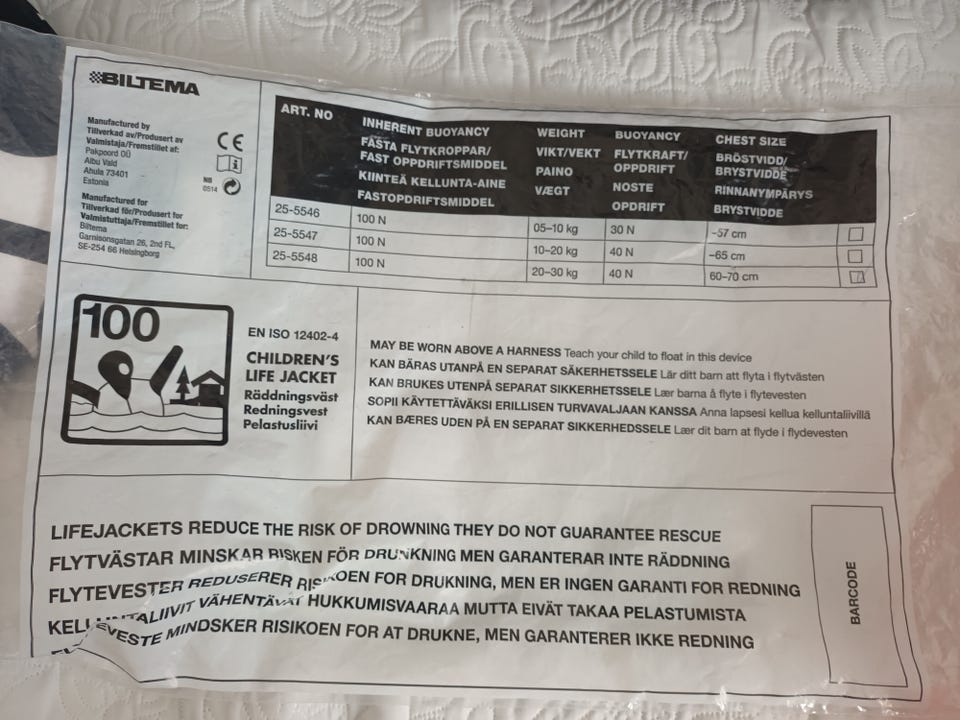 BILTEMA
Manufactured by
Tillverkad av/Produsert av
Valmistaja/Fremstillet af:
Pakpoord OÜ
Albu Vald
Ahula 73401
Estonia
Manufactured for
Tillverkad för/Produsert for
Valmistuttaja/Fremstillet for:
Biltema
Garnisonsgatan 26, 2nd FL,
SE-254 66 Helsingborg
CE
i
NB
0514
ART. NO
INHERENT BUOYANCY
FASTA FLYTKROPPAR/
FAST OPPDRIFTSMIDDEL
KIINTEÄ KELLUNTA-AINE
FASTOPDRIFTSMIDDEL
WEIGHT
VIKT/VEKT
PAINO
VÆGT
BUOYANCY
FLYTKRAFT/
OPPDRIFT
NOSTE
OPDRIFT
CHEST SIZE
BRÖSTVIDD/
BRYSTVIDDE
RINNANYMPÄRYS
BRYSTVIDDE
25-5546 100 N 05–10 kg 30 N –57 cm
25-5547 100 N 10–20 kg 40 N –65 cm
25-5548 100 N 20–30 kg 40 N 60–70 cm
100
EN ISO 12402-4
CHILDREN'S
LIFE JACKET
Räddningsväst
Redningsvest
Pelastusliivi
MAY BE WORN ABOVE A HARNESS Teach your child to float in this device
KAN BÄRAS UTANPÅ EN SEPARAT SÄKERHETSSELE Lär ditt barn att flyta i flytvästen
KAN BRUKES UTENPÅ SEPARAT SIKKERHETSSELE Lær barna å flyte i flytevesten
SOPII KÄYTETTÄVÄKSI ERILLISEN TURVAVALJAAN KANSSA Anna lapsesi kellua kelluntaliivillä
KAN BÆRES UDEN PÅ EN SEPARAT SIKKERHEDSSELE Lær dit barn at flyde i flydevesten
LIFEJACKETS REDUCE THE RISK OF DROWNING THEY DO NOT GUARANTEE RESCUE
FLYTVÄSTAR MINSKAR RISKEN FÖR DRUNKNING MEN GARANTERAR INTE RÄDDNING
FLYTEVESTER REDUSERER RISIKOEN FOR DRUKNING, MEN ER INGEN GARANTI FOR REDNING
VÄHENTÄVÄT HUKKUMISVAARAA MUTTA EIVÄT TAKAA PELASTUMISTA
MINDSKER RISIKOEN FOR AT DRUKNE, MEN GARANTERER IKKE REDNING
BARCODE